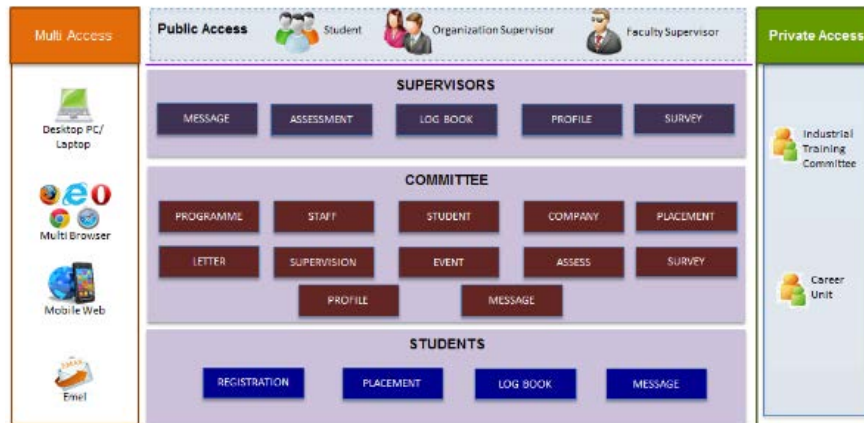 Multi Access
Desktop PC/
Laptop
Multi Browser
Mobile Web
Emel
Public Access
Student
Organization Supervisor
Faculty Supervisor
SUPERVISORS
MESSAGE
ASSESSMENT
LOG BOOK
PROFILE
SURVEY
COMMITTEE
PROGRAMME
STAFF
STUDENT
COMPANY
PLACEMENT
LETTER
SUPERVISION
EVENT
ASSESS
SURVEY
PROFILE
MESSAGE
STUDENTS
REGISTRATION
PLACEMENT
LOG BOOK
MESSAGE
Private Access
Industrial
Training
Committee
Career
Unit